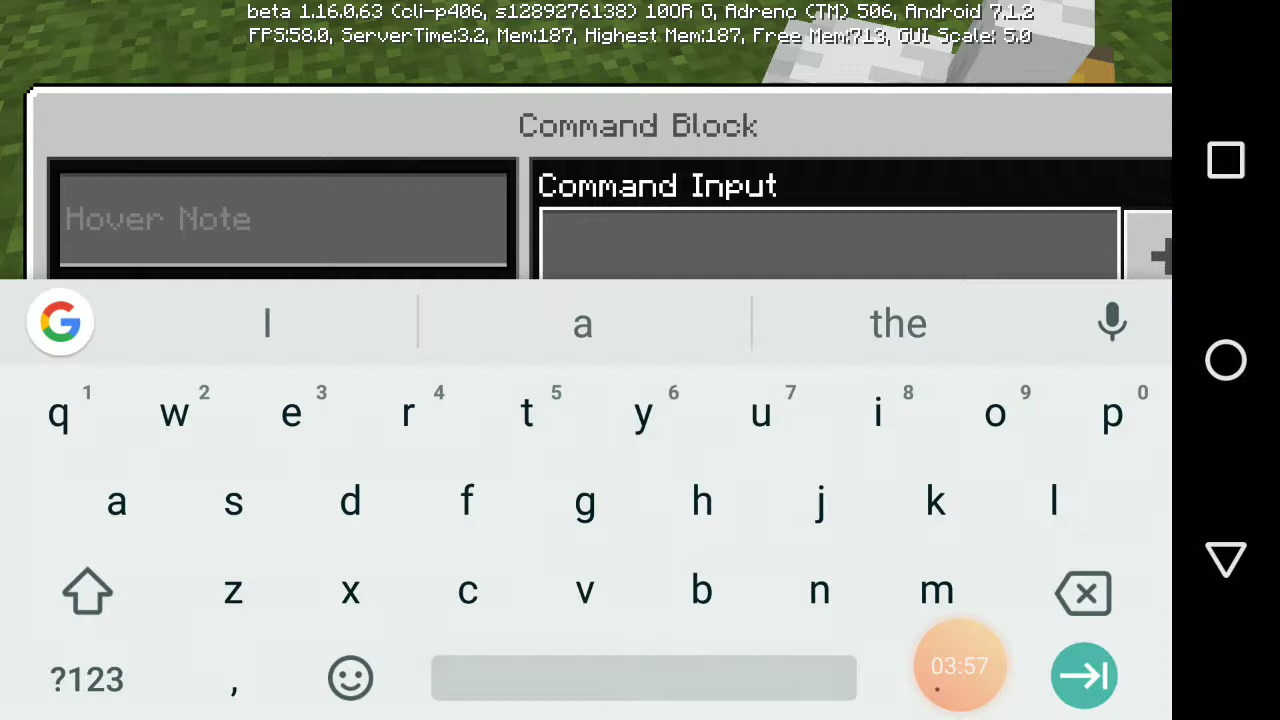 beta 1.16.0.63 (cli-p406, s1289276138) 10OR G, Adreno (TM) 506, Android 7.1.2
FPS:58.0, ServerTime:3.2, Mem:187, Highest Mem:187, Free Mem:713, GUI Scale: 5.0
Command Block
Command Input
Hover Note
G I a the
1 2 3 4 5 6 7 8 9 0
q w e r t y u i o p
a s d f g h j k l
z x c v b n m
?123 , 03:57 .